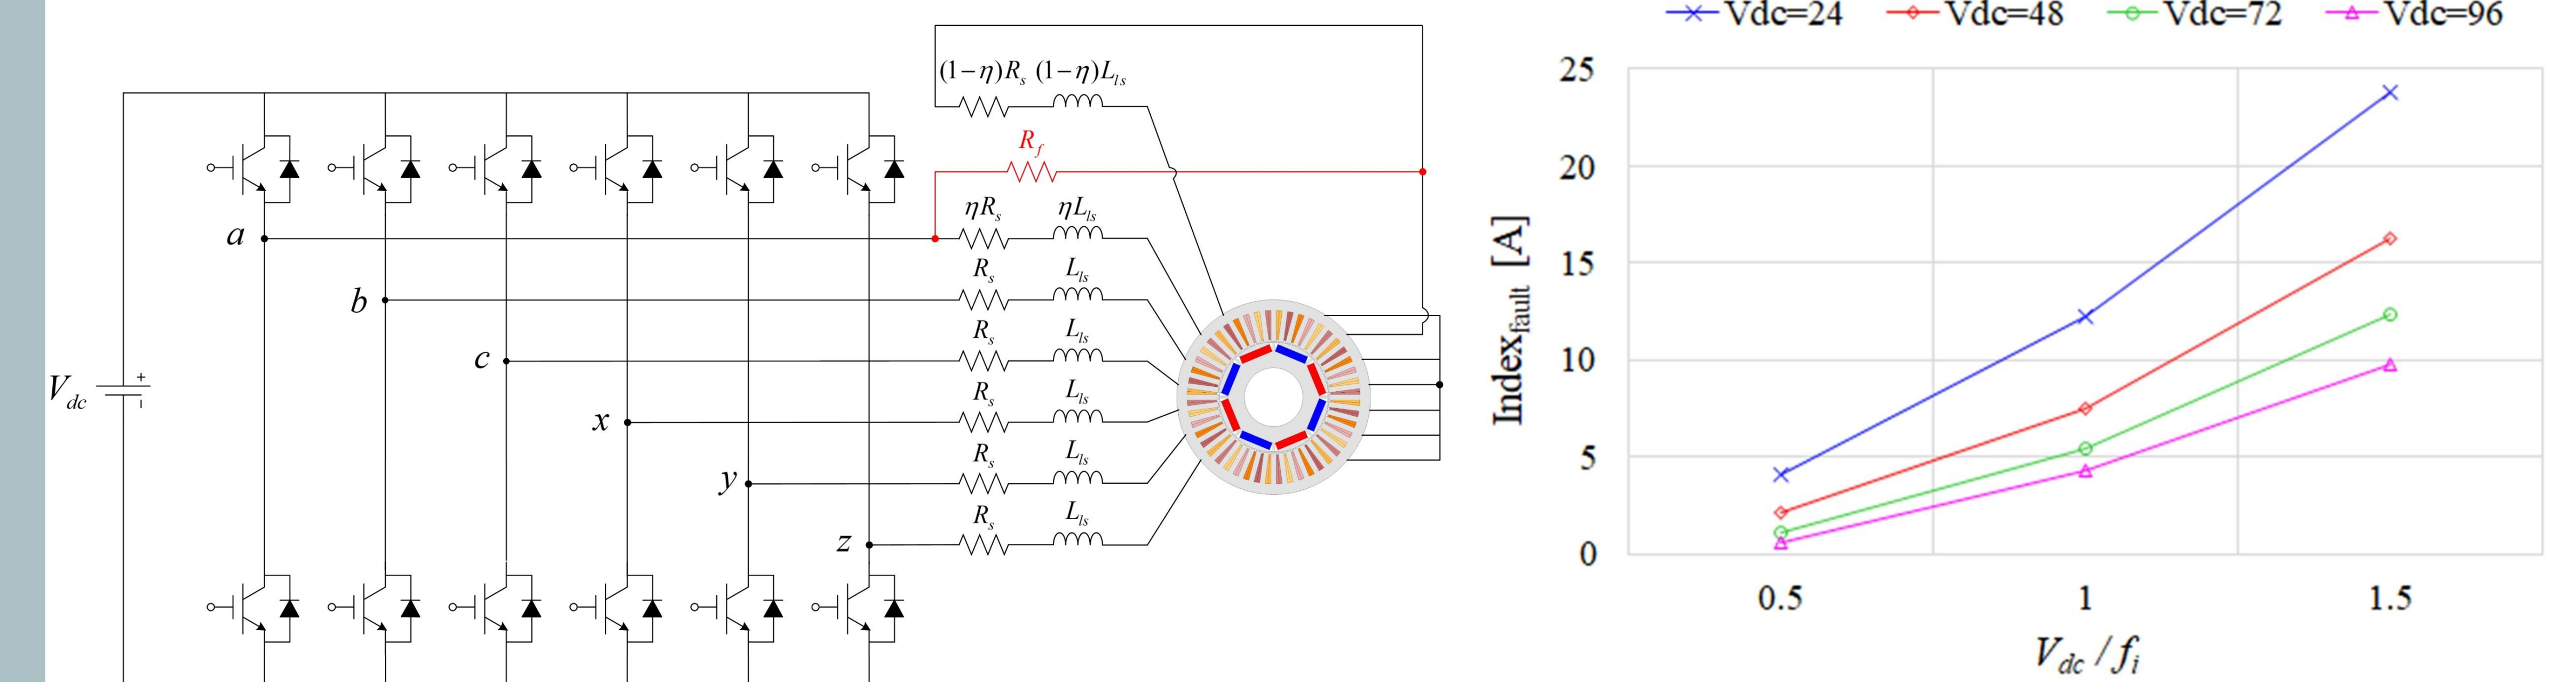 (1−η)R_s (1−η)L_ls
R_f
ηR_s ηL_ls
a
R_s L_ls
b
R_s L_ls
c
V_dc
+
−
R_s L_ls
x
R_s L_ls
y
R_s L_ls
z
Vdc=24 Vdc=48 Vdc=72 Vdc=96
Index_fault [A]
25
20
15
10
5
0
0.5 1 1.5
V_dc / f_i